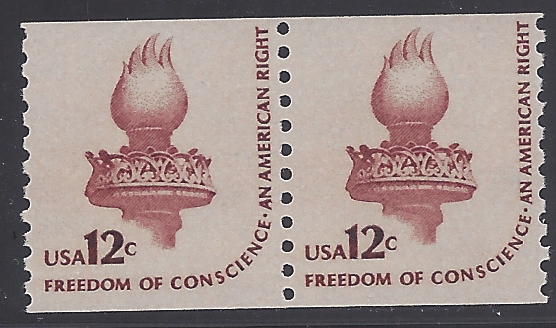 USA12c
FREEDOM OF CONSCIENCE·AN AMERICAN RIGHT
USA12c
FREEDOM OF CONSCIENCE·AN AMERICAN RIGHT